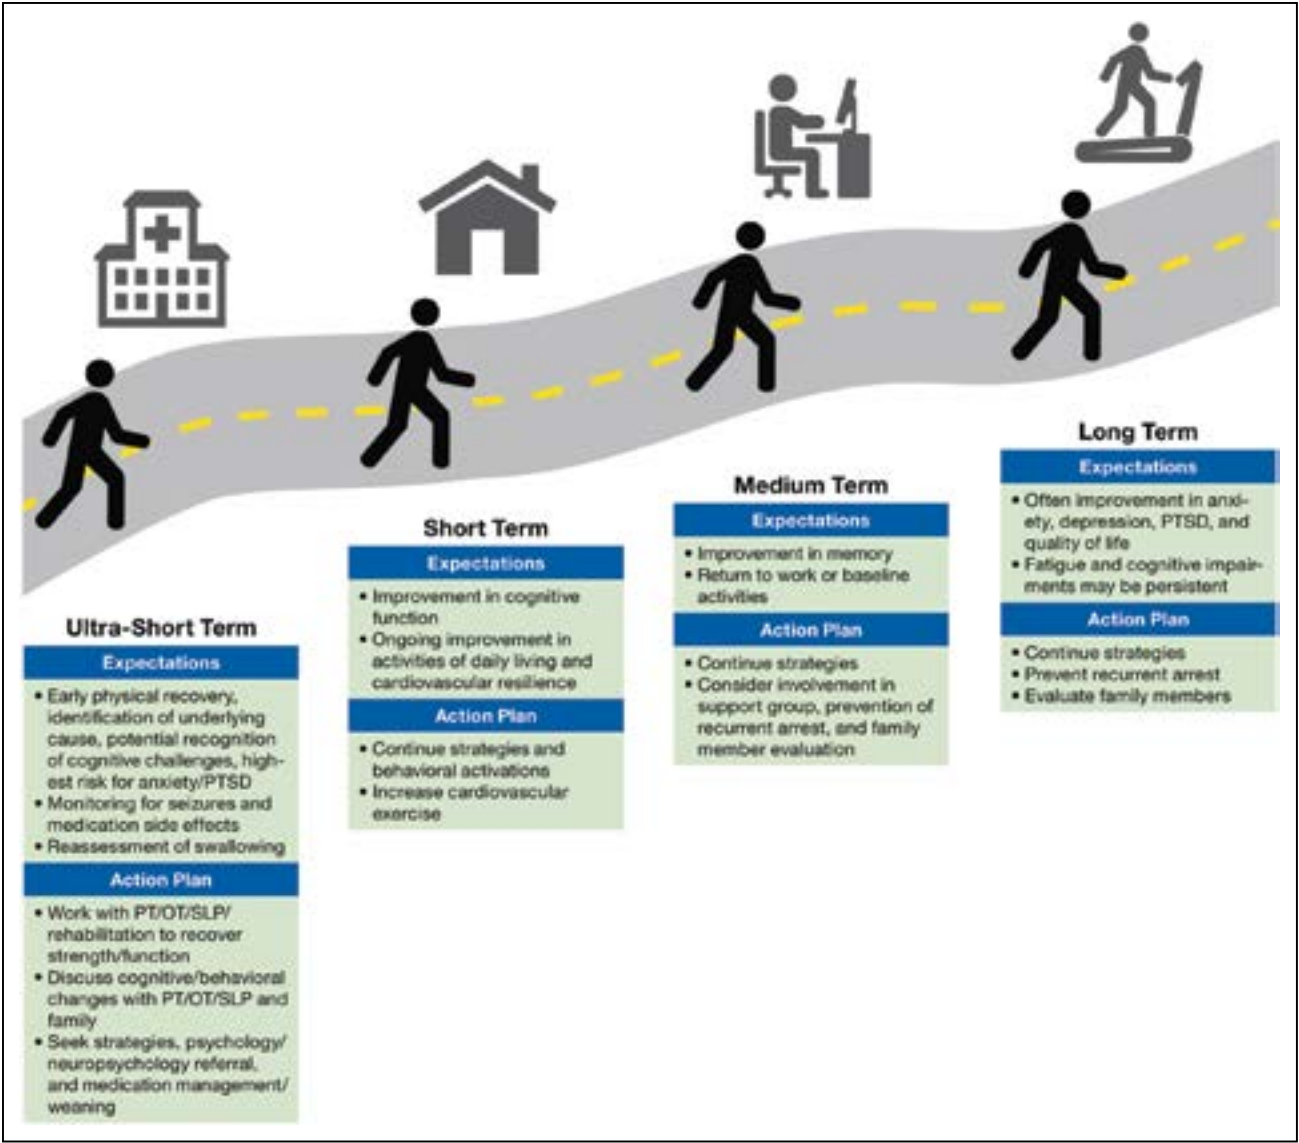 Ultra-Short Term
Expectations
• Early physical recovery,
identification of underlying
cause, potential recognition
of cognitive challenges, high-
est risk for anxiety/PTSD
• Monitoring for seizures and
medication side effects
• Reassessment of swallowing
Action Plan
• Work with PT/OT/SLP/
rehabilitation to recover
strength/function
• Discuss cognitive/behavioral
changes with PT/OT/SLP and
family
• Seek strategies, psychology/
neuropsychology referral,
and medication management/
weaning
Short Term
Expectations
• Improvement in cognitive
function
• Ongoing improvement in
activities of daily living and
cardiovascular resilience
Action Plan
• Continue strategies and
behavioral activations
• Increase cardiovascular
exercise
Medium Term
Expectations
• Improvement in memory
• Return to work or baseline
activities
Action Plan
• Continue strategies
• Consider involvement in
support group, prevention of
recurrent arrest, and family
member evaluation
Long Term
Expectations
• Often improvement in anxi-
ety, depression, PTSD, and
quality of life
• Fatigue and cognitive impair-
ments may be persistent
Action Plan
• Continue strategies
• Prevent recurrent arrest
• Evaluate family members